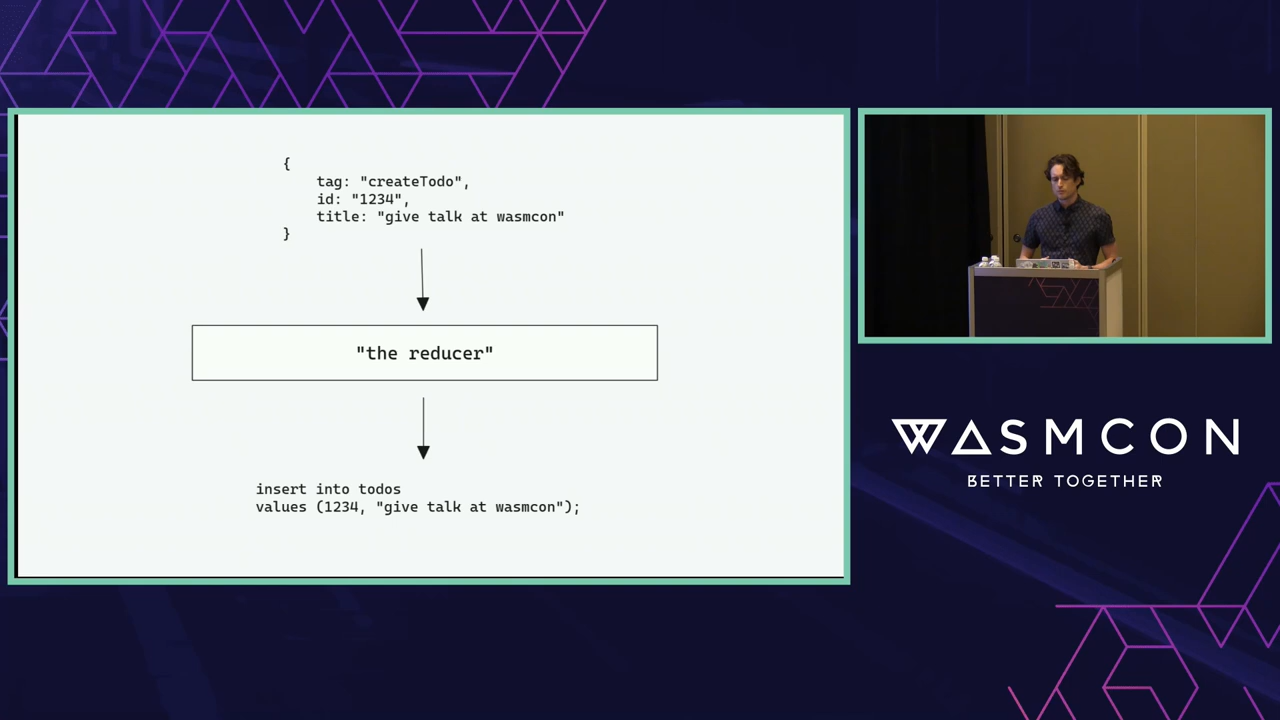 {
tag: "createTodo",
id: "1234",
title: "give talk at wasmcon"
}
"the reducer"
insert into todos
values (1234, "give talk at wasmcon");
WASMCON
BETTER TOGETHER